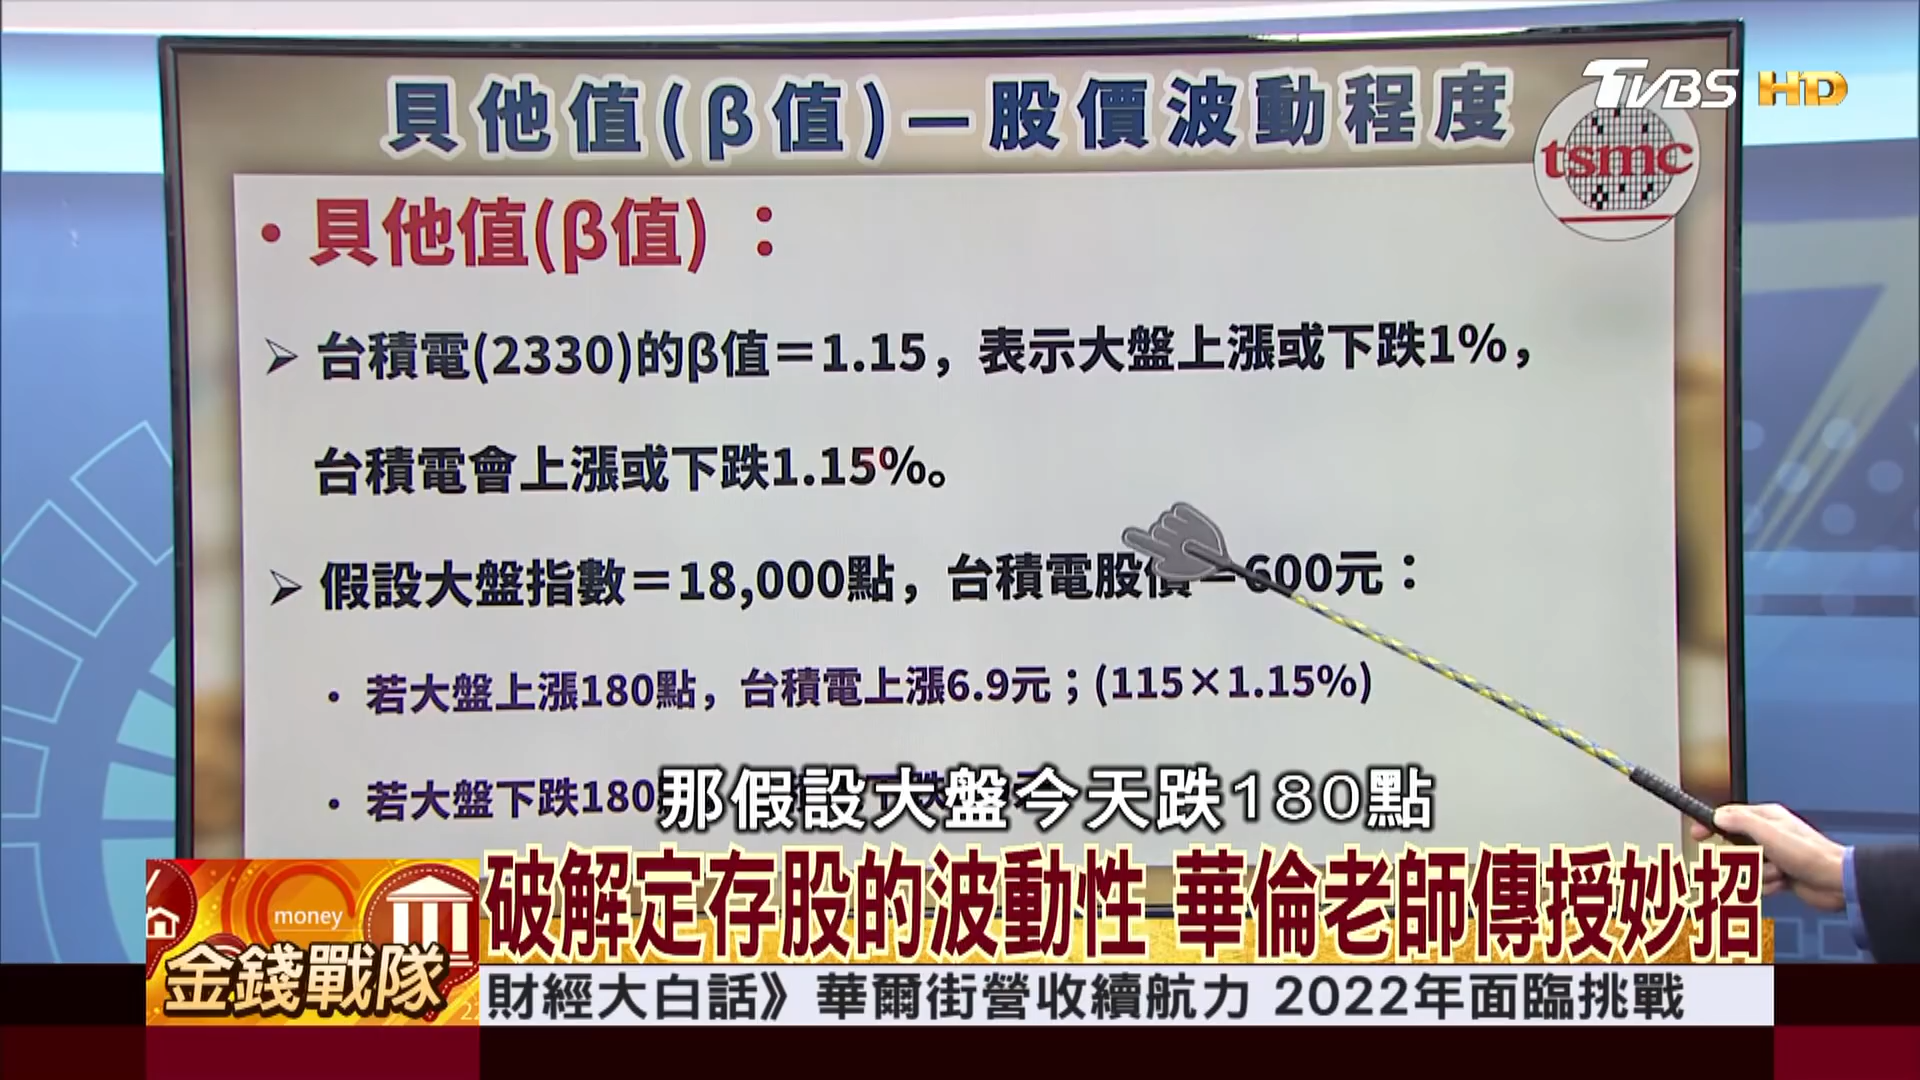 貝他值(β值)－股價波動程度
TVBS HD
tsmc
• 貝他值(β值)：
➢ 台積電(2330)的β值＝1.15，表示大盤上漲或下跌1%，
台積電會上漲或下跌1.15%。
➢ 假設大盤指數＝18,000點，台積電股價＝600元：
• 若大盤上漲180點，台積電上漲6.9元；(115×1.15%)
• 若大盤下跌180
那假設大盤今天跌180點
破解定存股的波動性 華倫老師傳授妙招
money
金錢戰隊
財經大白話》華爾街營收續航力 2022年面臨挑戰